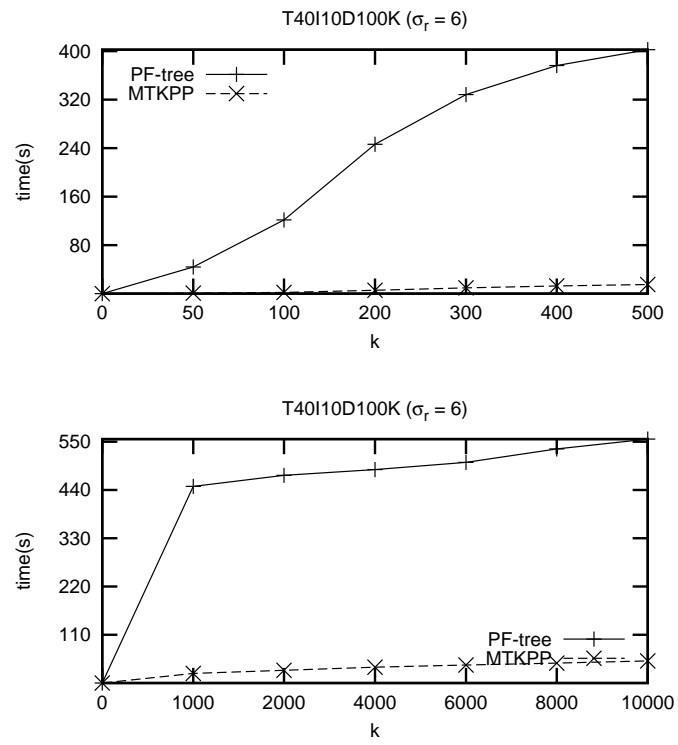 T40I10D100K (σr = 6)
400
320
240
160
80
time(s)
PF-tree
MTKPP
0 50 100 200 300 400 500
k
T40I10D100K (σr = 6)
550
440
330
220
110
time(s)
PF-tree
MTKPP
0 1000 2000 4000 6000 8000 10000
k